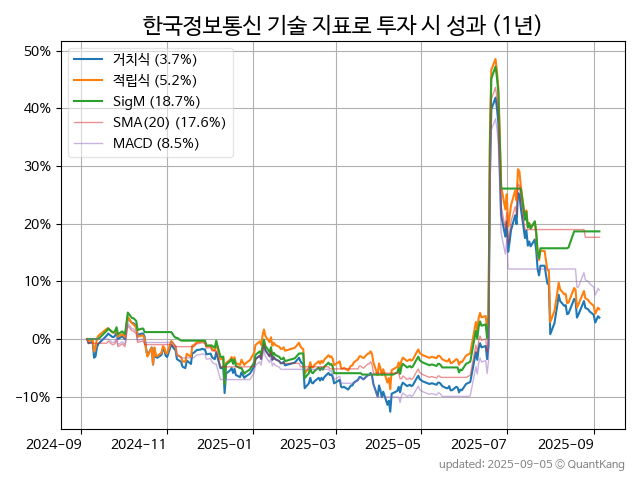 한국정보통신 기술 지표로 투자 시 성과 (1년)
50%
40%
30%
20%
10%
0%
−10%
거치식 (3.7%)
적립식 (5.2%)
SigM (18.7%)
SMA(20) (17.6%)
MACD (8.5%)
2024-09 2024-11 2025-01 2025-03 2025-05 2025-07 2025-09
updated: 2025-09-05 © QuantKang